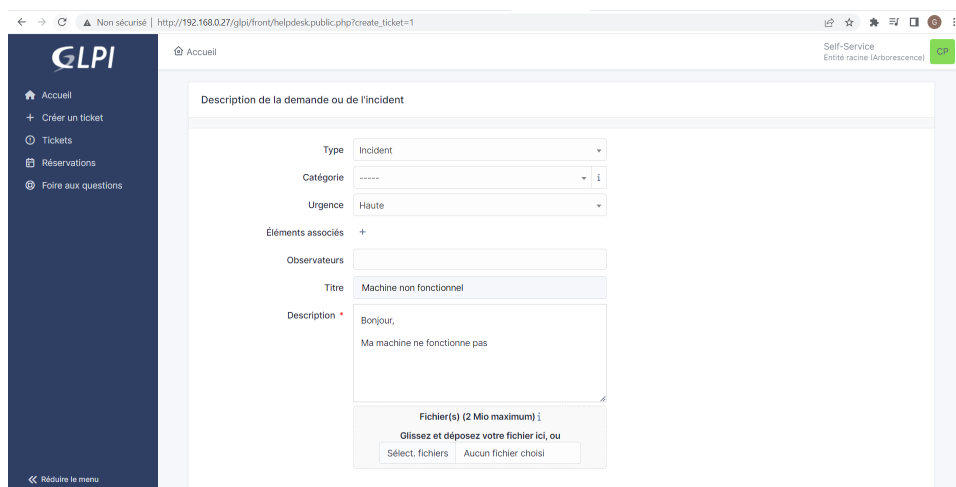 Non sécurisé | http://192.168.0.27/glpi/front/helpdesk.public.php?create_ticket=1
G
GLPI
Accueil
Self-Service
Entité racine (Arborescence)
CP
Accueil
Créer un ticket
Tickets
Réservations
Foire aux questions
Description de la demande ou de l'incident
Type Incident
Catégorie -----
i
Urgence Haute
Éléments associés +
Observateurs
Titre Machine non fonctionnel
Description * Bonjour,
Ma machine ne fonctionne pas
Fichier(s) (2 Mio maximum) i
Glissez et déposez votre fichier ici, ou
Sélect. fichiers Aucun fichier choisi
Réduire le menu